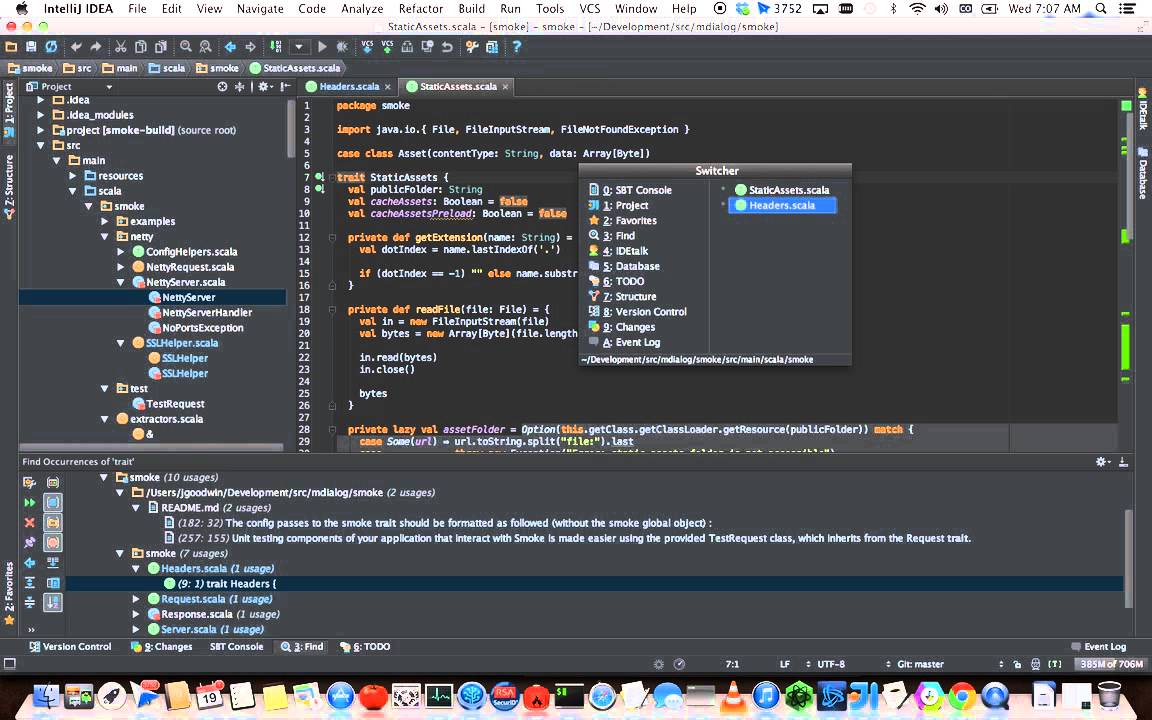 IntelliJ IDEA File Edit View Navigate Code Analyze Refactor Build Run Tools VCS Window Help 3752 Wed 7:07 AM
StaticAssets.scala - [smoke] - smoke - [~/Development/src/mdialog/smoke]
smoke src main scala smoke StaticAssets.scala
Project
Headers.scala StaticAssets.scala
1: Project
Z: Structure
2: Favorites
IDEtalk
Database
.idea
.idea_modules
project [smoke-build] (source root)
src
main
resources
scala
smoke
examples
netty
ConfigHelpers.scala
NettyRequest.scala
NettyServer.scala
NettyServer
NettyServerHandler
NoPortsException
SSLHelper.scala
SSLHelper
SSLHelper
test
TestRequest
extractors.scala
&
1 package smoke
2
3 import java.io.{ File, FileInputStream, FileNotFoundException }
4
5 case class Asset(contentType: String, data: Array[Byte])
6
7 trait StaticAssets {
8 val publicFolder: String
9 val cacheAssets: Boolean = false
10 val cacheAssetsPreload: Boolean = false
11
12 private def getExtension(name: String) =
13 val dotIndex = name.lastIndexOf('.')
14
15 if (dotIndex == -1) "" else name.substr
16 }
17
18 private def readFile(file: File) = {
19 val in = new FileInputStream(file)
20 val bytes = new Array[Byte](file.length
21
22 in.read(bytes)
23 in.close()
24
25 bytes
26 }
27
28 private lazy val assetFolder = Option(this.getClass.getClassLoader.getResource(publicFolder)) match {
29 case Some(url) ⇒ url.toString.split("file:").last
Switcher
0: SBT Console
1: Project
2: Favorites
3: Find
4: IDEtalk
5: Database
6: TODO
7: Structure
8: Version Control
9: Changes
A: Event Log
StaticAssets.scala
Headers.scala
~/Development/src/mdialog/smoke/src/main/scala/smoke
Find Occurrences of 'trait'
smoke (10 usages)
/Users/jgoodwin/Development/src/mdialog/smoke (2 usages)
README.md (2 usages)
(182: 32) The config passes to the smoke trait should be formatted as followed (without the smoke global object) :
(257: 155) Unit testing components of your application that interact with Smoke is made easier using the provided TestRequest class, which inherits from the Request trait.
smoke (7 usages)
Headers.scala (1 usage)
(9: 1) trait Headers {
Request.scala (1 usage)
Response.scala (1 usage)
Server.scala (1 usage)
Version Control 9: Changes SBT Console 3: Find 6: TODO Event Log
7:1 LF UTF-8 Git: master [T] 385M of 706M